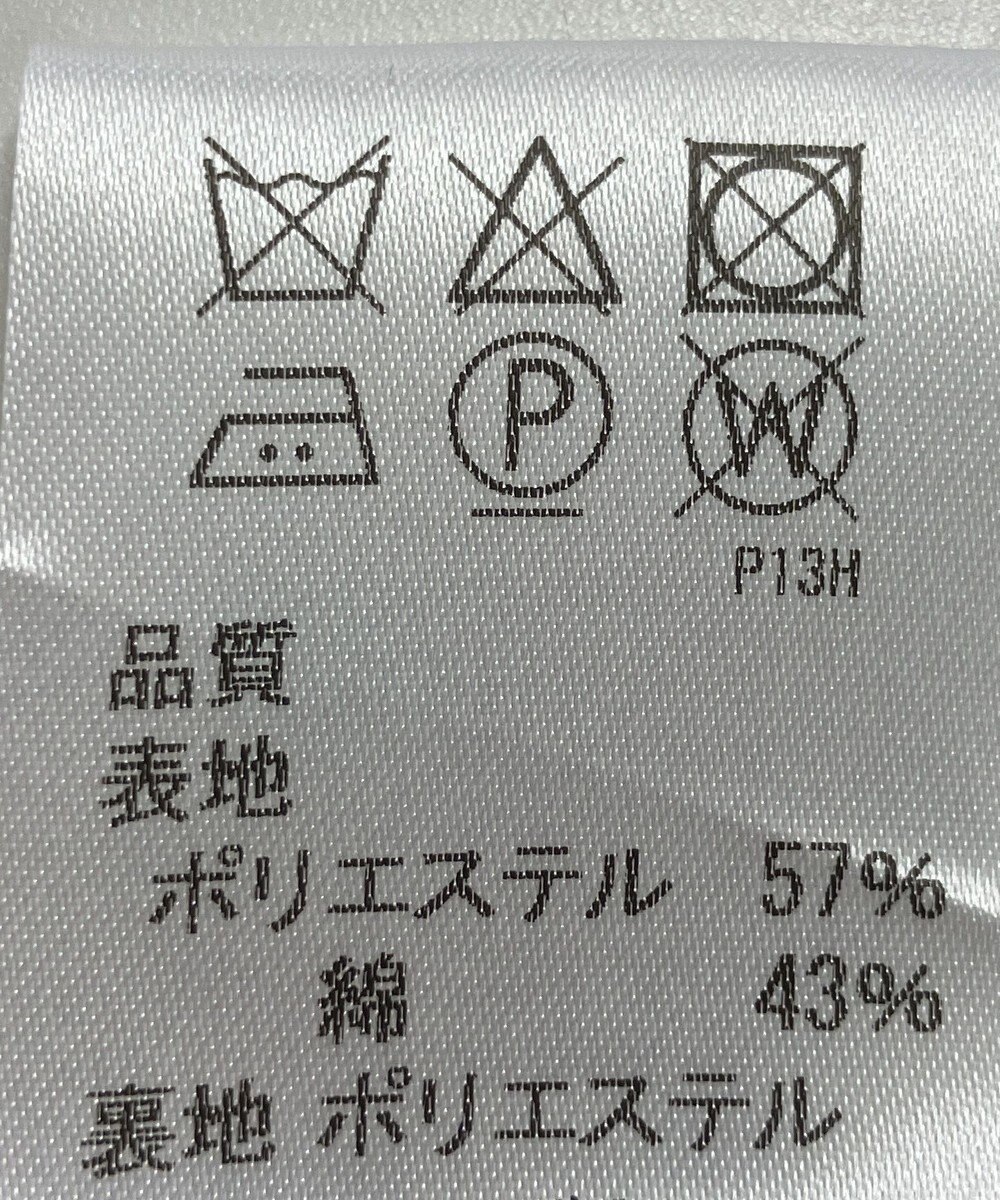 P W
P13H
品質
表地
ポリエステル 57%
綿 43%
裏地 ポリエステル